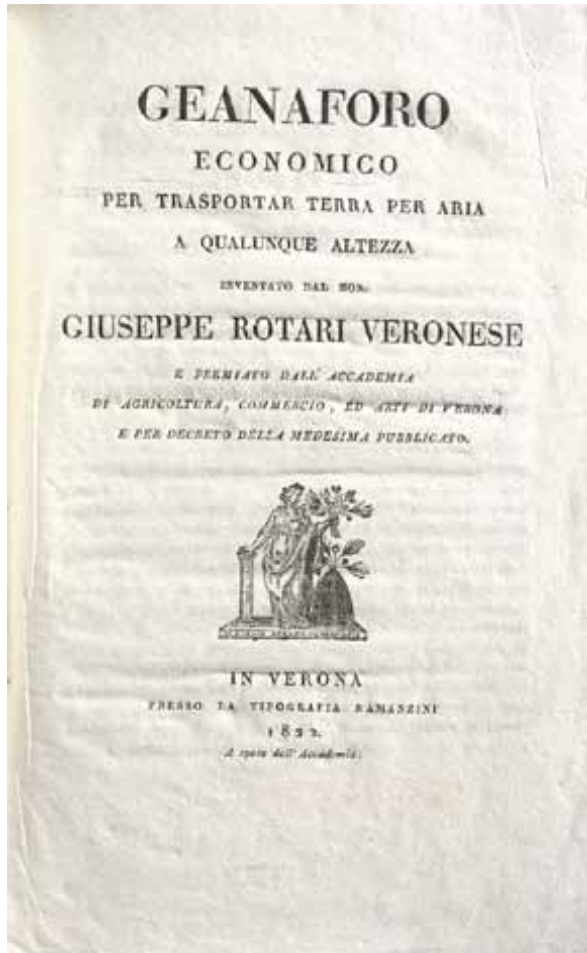 GEANAFORO
ECONOMICO
PER TRASPORTAR TERRA PER ARIA
A QUALUNQUE ALTEZZA
INVENTATO DAL
GIUSEPPE ROTARI VERONESE
E PREMIATO DALL' ACCADEMIA
DI AGRICOLTURA, COMMERCIO, ED ARTI DI VERONA
E PER DECRETO DELLA MEDESIMA PUBBLICATO.
IN VERONA
PRESSO LA TIPOGRAFIA RAMANZINI
1822.
A spese dell' Accademia.